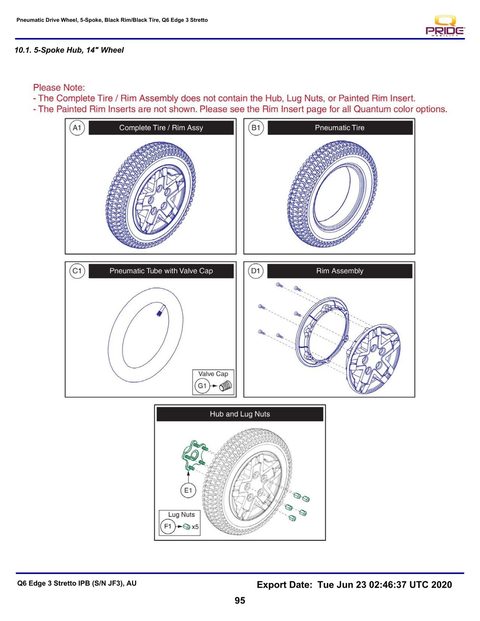 Pneumatic Drive Wheel, 5-Spoke, Black Rim/Black Tire, Q6 Edge 3 Stretto
Q
PRIDE
10.1. 5-Spoke Hub, 14" Wheel
Please Note:
- The Complete Tire / Rim Assembly does not contain the Hub, Lug Nuts, or Painted Rim Insert.
- The Painted Rim Inserts are not shown. Please see the Rim Insert page for all Quantum color options.
A1 Complete Tire / Rim Assy
B1 Pneumatic Tire
C1 Pneumatic Tube with Valve Cap
D1 Rim Assembly
Valve Cap
G1
Hub and Lug Nuts
E1
Lug Nuts
F1 x5
Q6 Edge 3 Stretto IPB (S/N JF3), AU
Export Date: Tue Jun 23 02:46:37 UTC 2020
95